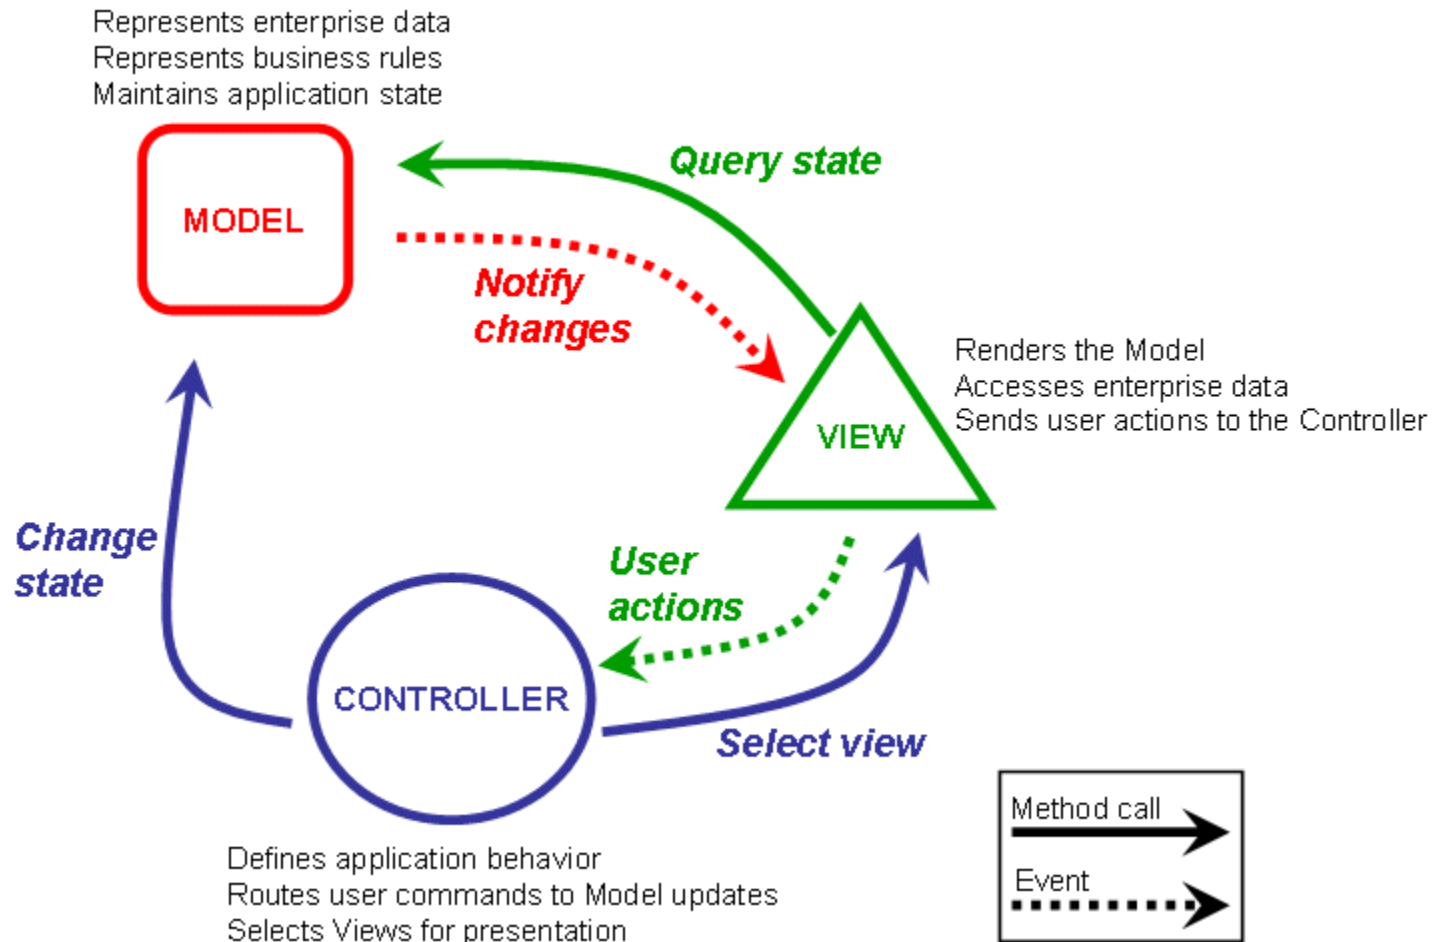 Represents enterprise data
Represents business rules
Maintains application state
MODEL
Query state
Notify
changes
Renders the Model
Accesses enterprise data
Sends user actions to the Controller
VIEW
Change
state
User
actions
CONTROLLER
Select view
Defines application behavior
Routes user commands to Model updates
Selects Views for presentation
Method call
Event